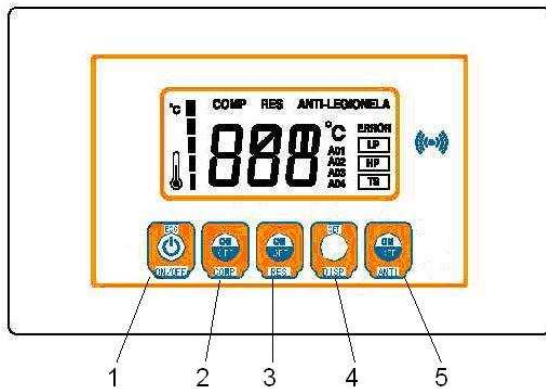 °C COMP RES ANTI-LEGIONELA
888 °C
ERROR
A01 LP
A02 HP
A03
A04 TS
ESC SET
ON OFF ON OFF ON OFF
ON/OFF COMP RES DISP ANTI
1 2 3 4 5